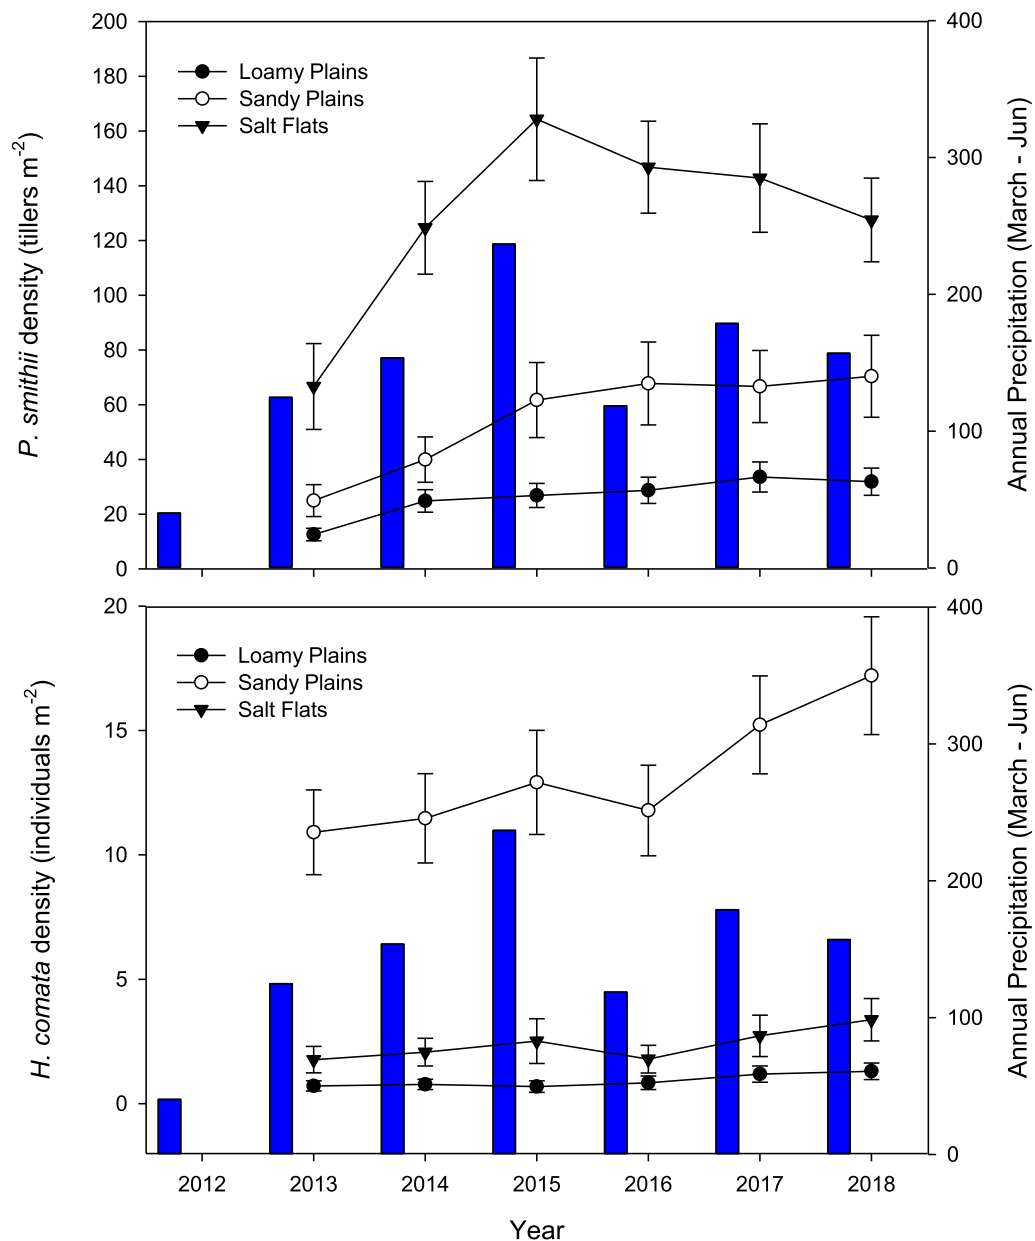 200
180
160
140
120
100
80
60
40
20
0
P. smithii density (tillers m-2)
Loamy Plains
Sandy Plains
Salt Flats
400
300
200
100
0
Annual Precipitation (March - Jun)
20
15
10
5
0
H. comata density (individuals m-2)
Loamy Plains
Sandy Plains
Salt Flats
400
300
200
100
0
Annual Precipitation (March - Jun)
2012 2013 2014 2015 2016 2017 2018
Year